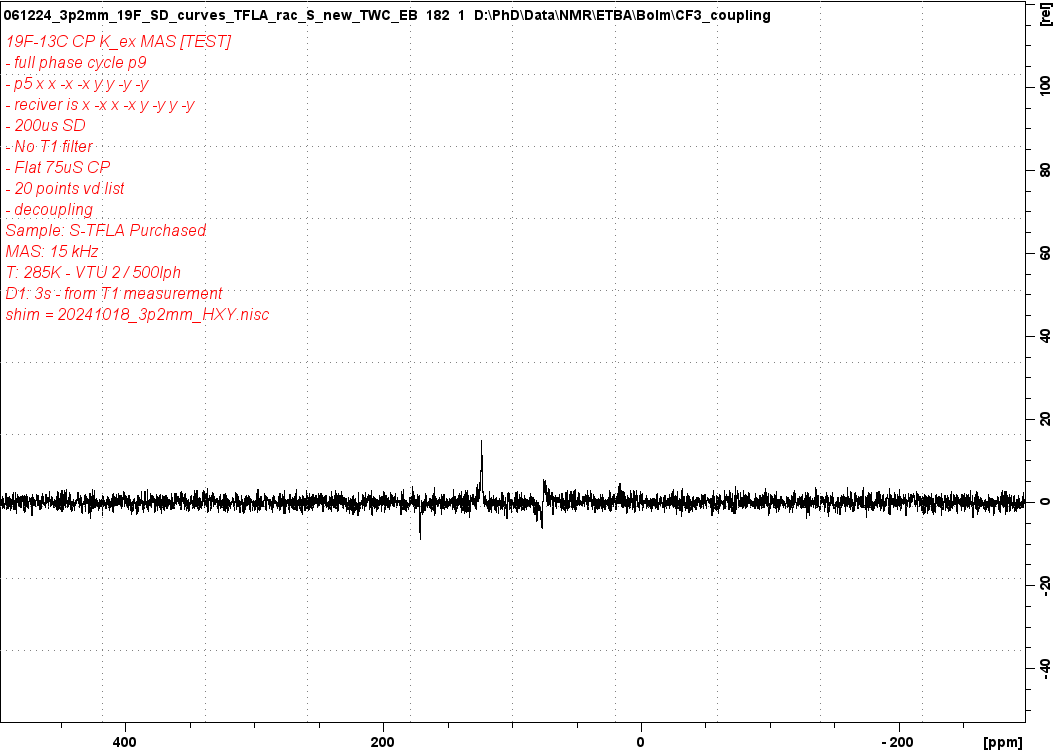 061224_3p2mm_19F_SD_curves_TFLA_rac_S_new_TWC_EB 182 1 D:\PhD\Data\NMR\ETBA\Bolm\CF3_coupling
[rel]
19F-13C CP K_ex MAS [TEST]
- full phase cycle p9
- p5 x x -x -x y y -y -y
- reciver is x -x x -x y -y y -y
- 200us SD
- No T1 filter
- Flat 75uS CP
- 20 points vd list
- decoupling
Sample: S-TFLA Purchased
MAS: 15 kHz
T: 285K - VTU 2 / 500lph
D1: 3s - from T1 measurement
shim = 20241018_3p2mm_HXY.nisc
100
80
60
40
20
0
-20
-40
400 200 0 -200 [ppm]